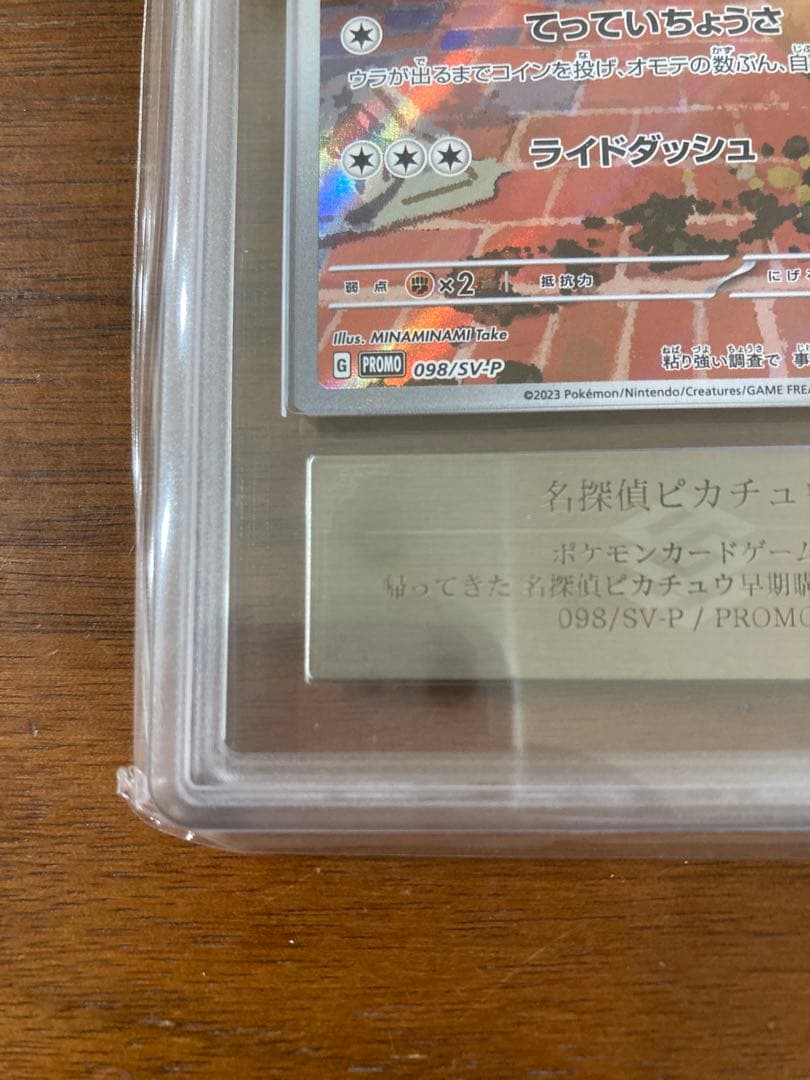 てっていちょうさ
ウラが出るまでコインを投げ、オモテの数ぶん、自
ライドダッシュ
弱点 ×2 抵抗力 にげる
Illus. MINAMINAMI Take
G PROMO 098/SV-P
粘り強い調査で 事
©2023 Pokémon/Nintendo/Creatures/GAME FREA
名探偵ピカチュウ
ポケモンカードゲーム
帰ってきた 名探偵ピカチュウ早期購
098/SV-P / PROMO